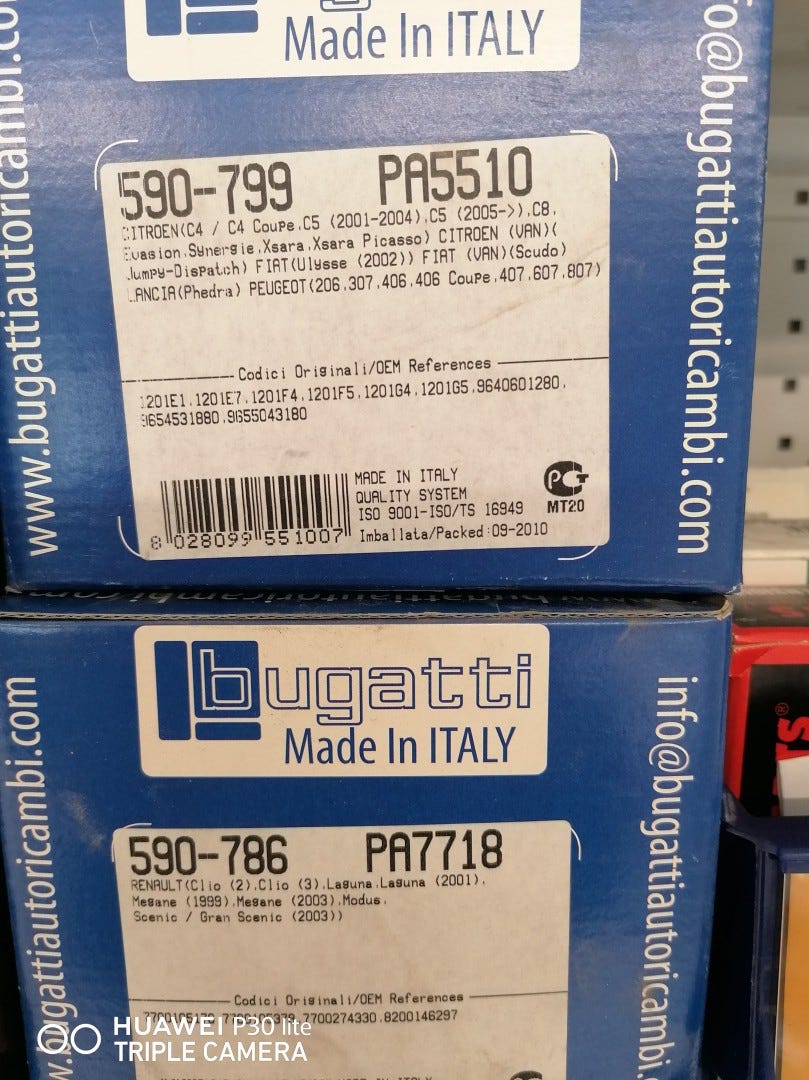 Made In ITALY
590-799 PA5510
CITROEN(C4 / C4 Coupe,C5 (2001-2004),C5 (2005->),C8,
Evasion,Synergie,Xsara,Xsara Picasso) CITROEN (VAN)(
Jumpy-Dispatch) FIAT(Ulysse (2002)) FIAT (VAN)(Scudo)
LANCIA(Phedra) PEUGEOT(206,307,406,406 Coupe,407,607,807)
Codici Originali/OEM References
1201E1,1201E7,1201F4,1201F5,1201G4,1201G5,9640601280,
9654531880,9655043180
MADE IN ITALY
QUALITY SYSTEM
ISO 9001-ISO/TS 16949
Imballata/Packed:09-2010
8 028099 551007
PCT
MT20
www.bugattiautoricambi.com
info@bugattiautoricambi.com
bugatti
Made In ITALY
590-786 PA7718
RENAULT(Clio (2),Clio (3),Laguna,Laguna (2001),
Megane (1999),Megane (2003),Modus,
Scenic / Gran Scenic (2003))
Codici Originali/OEM References
7700274330,8200146297
w.bugattiautoricambi.com
info@bugattiautoricambi.
HUAWEI P30 lite
TRIPLE CAMERA